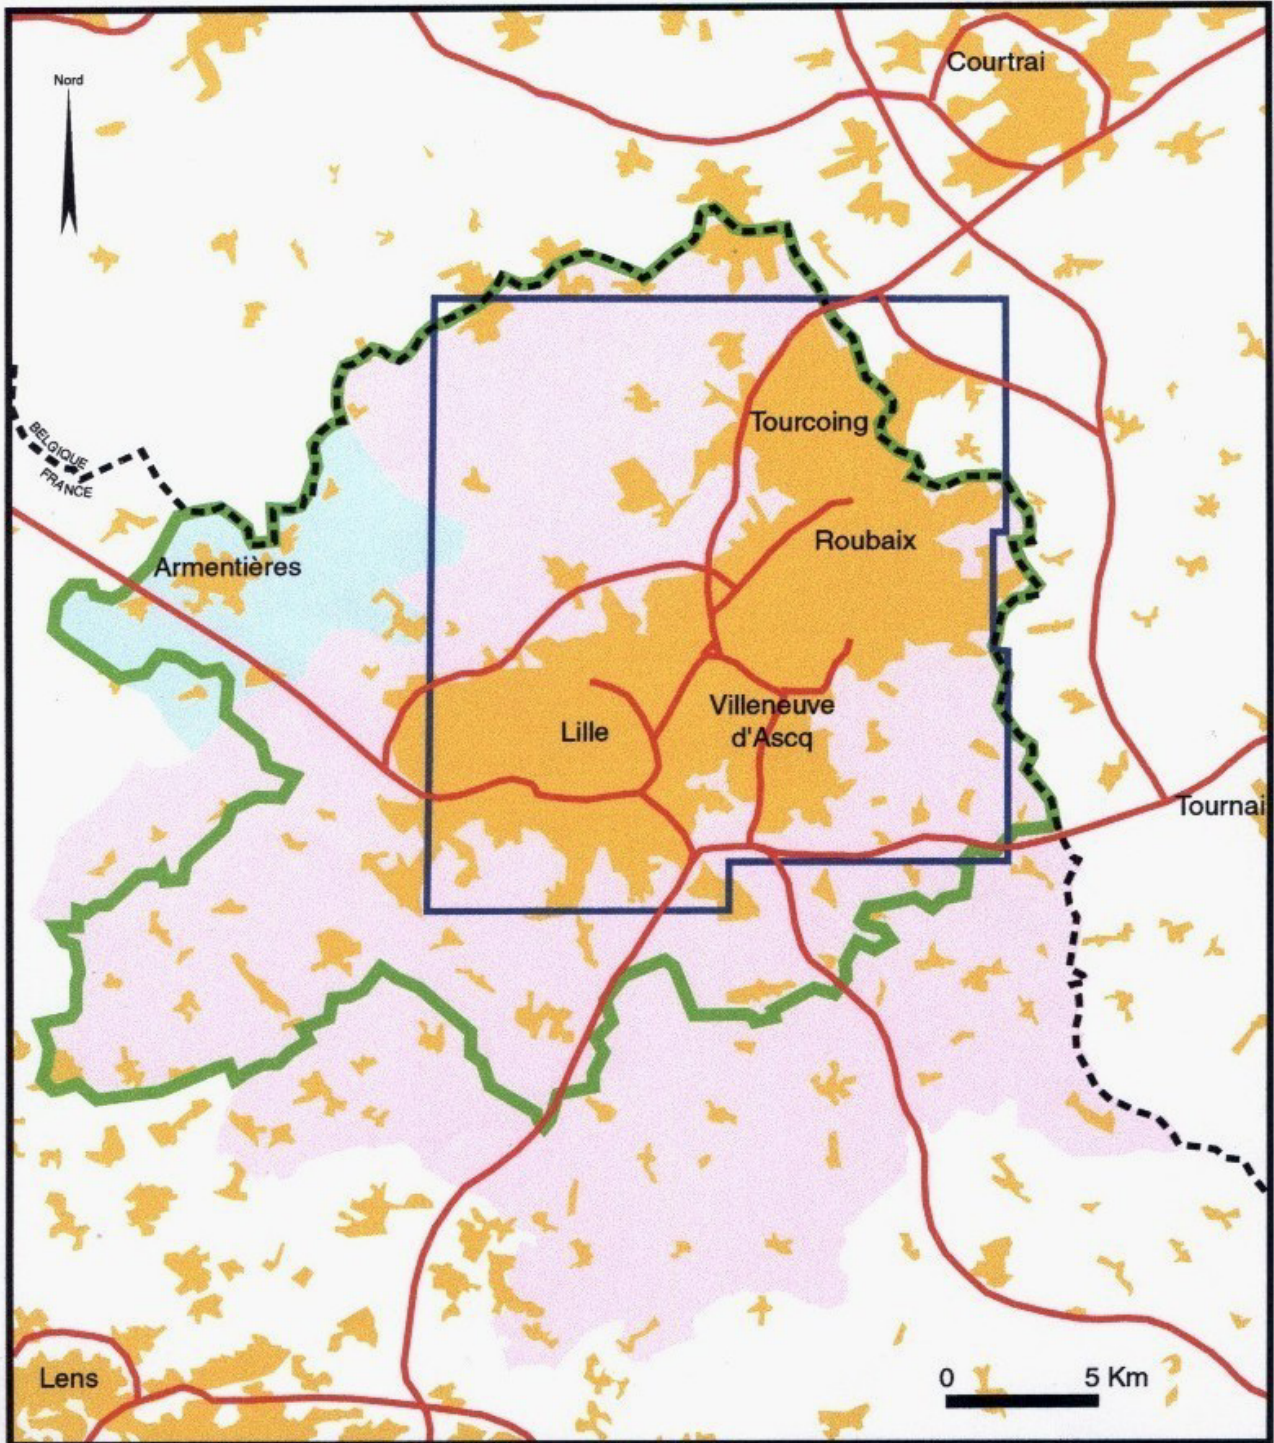 Courtrai
Nord
Tourcoing
BELGIQUE
FRANCE
Roubaix
Armentières
Villeneuve
d'Ascq
Lille
Tournai
Lens
0 5 Km